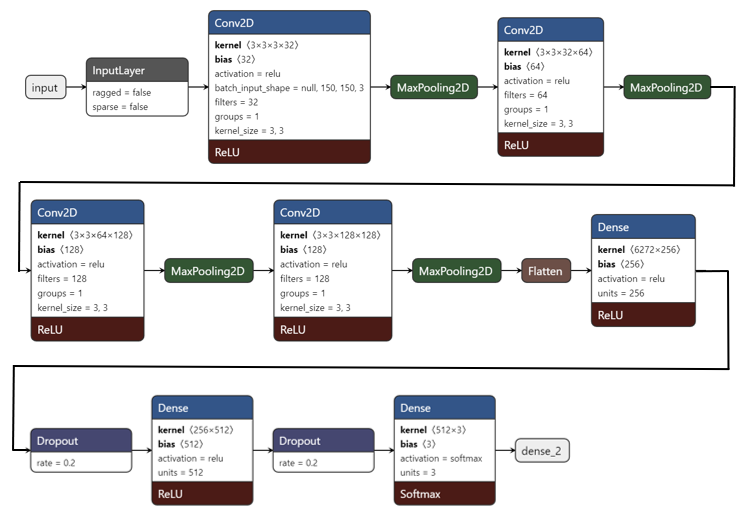 input
InputLayer
ragged = false
sparse = false
Conv2D
kernel ⟨3×3×3×32⟩
bias ⟨32⟩
activation = relu
batch_input_shape = null, 150, 150, 3
filters = 32
groups = 1
kernel_size = 3, 3
ReLU
MaxPooling2D
Conv2D
kernel ⟨3×3×32×64⟩
bias ⟨64⟩
activation = relu
filters = 64
groups = 1
kernel_size = 3, 3
ReLU
MaxPooling2D
Conv2D
kernel ⟨3×3×64×128⟩
bias ⟨128⟩
activation = relu
filters = 128
groups = 1
kernel_size = 3, 3
ReLU
MaxPooling2D
Conv2D
kernel ⟨3×3×128×128⟩
bias ⟨128⟩
activation = relu
filters = 128
groups = 1
kernel_size = 3, 3
ReLU
MaxPooling2D
Flatten
Dense
kernel ⟨6272×256⟩
bias ⟨256⟩
activation = relu
units = 256
ReLU
Dropout
rate = 0.2
Dense
kernel ⟨256×512⟩
bias ⟨512⟩
activation = relu
units = 512
ReLU
Dropout
rate = 0.2
Dense
kernel ⟨512×3⟩
bias ⟨3⟩
activation = softmax
units = 3
Softmax
dense_2